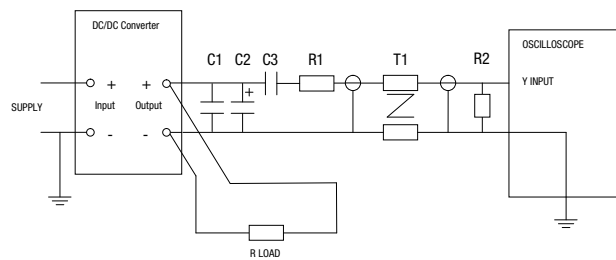 DC/DC Converter
+ +
Input Output
- -
SUPPLY
C1 C2 C3 R1 T1 R2
+
OSCILLOSCOPE
Y INPUT
R LOAD